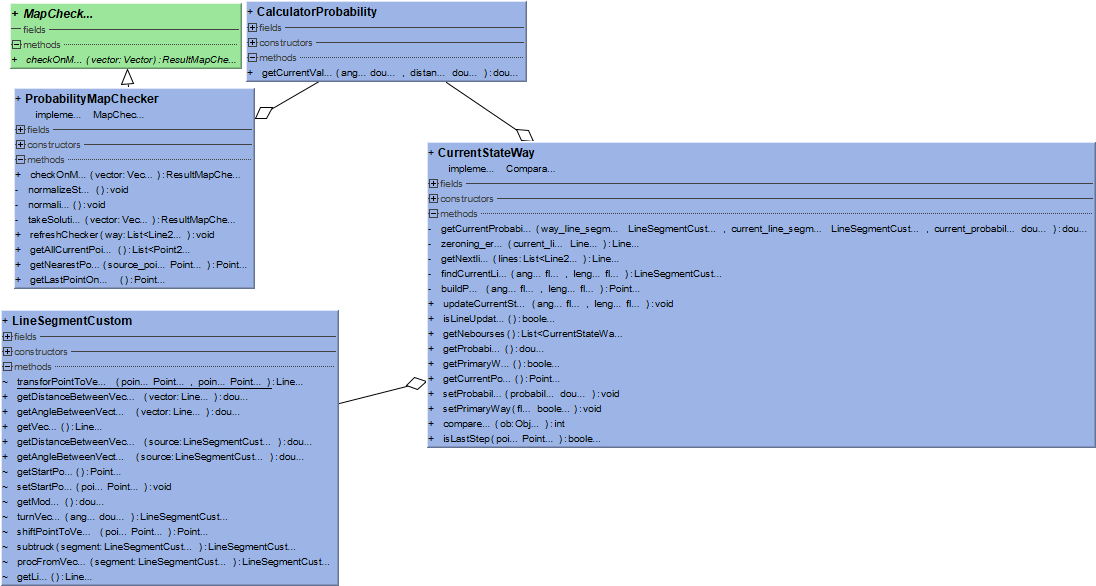 + MapCheck...
fields
methods
+ checkOnM... (vector: Vector): ResultMapChe...
+ CalculatorProbability
fields
constructors
methods
+ getCurrentVal... (ang... dou... , distan... dou... ): dou...
+ ProbabilityMapChecker
impleme... MapChec...
fields
constructors
methods
+ checkOnM... (vector: Vec... ): ResultMapChe...
- normalizeSt... (): void
- normali... (): void
- takeSoluti... (vector: Vec... ): ResultMapChe...
+ refreshChecker (way: List<Line2... ): void
+ getAllCurrentPoi... (): List<Point2...
+ getNearestPo... (source_poi... Point... ): Point...
+ getLastPointOn... (): Point...
+ CurrentStateWay
impleme... Compara...
fields
constructors
methods
- getCurrentProbabi... (way_line_segm... LineSegmentCust... , current_line_segm... LineSegmentCust... , current_probabil... dou... ): dou...
- zeroning_er... (current_li... Line... ): Line...
- getNextli... (lines: List<Line2... ): Line...
- findCurrentLi... (ang... fl... , leng... fl... ): LineSegmentCust...
- buildP... (ang... fl... , leng... fl... ): Point...
+ updateCurrentSt... (ang... fl... , leng... fl... ): void
+ isLineUpdat... (): boole...
+ getNebourses (): List<CurrentStateWa...
+ getProbabi... (): dou...
+ getPrimaryW... (): boole...
+ getCurrentPo... (): Point...
+ setProbabil... (probabil... dou... ): void
+ setPrimaryWay (fl... boole... ): void
+ compare... (ob: Obj... ): int
+ isLastStep (poi... Point... ): boole...
+ LineSegmentCustom
fields
constructors
methods
~ transforPointToVe... (poin... Point... , poin... Point... ): Line...
+ getDistanceBetweenVec... (vector: Line... ): dou...
+ getAngleBetweenVect... (vector: Line... ): dou...
+ getVec... (): Line...
+ getDistanceBetweenVec... (source: LineSegmentCust... ): dou...
+ getAngleBetweenVect... (source: LineSegmentCust... ): dou...
~ getStartPo... (): Point...
~ setStartPo... (poi... Point... ): void
~ getMod... (): dou...
~ turnVec... (ang... dou... ): LineSegmentCust...
~ shiftPointToVe... (poi... Point... ): Point...
~ subtruck (segment: LineSegmentCust... ): LineSegmentCust...
~ procFromVec... (segment: LineSegmentCust... ): LineSegmentCust...
~ getLi... (): Line...